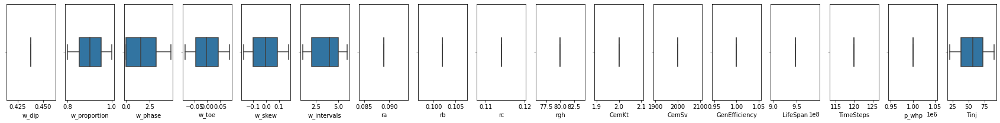 0.425 0.450 0.8 1.0 0.0 2.5 −0.05 0.00 0.05 −0.1 0.0 0.1 2.5 5.0 0.085 0.090 0.100 0.105 0.11 0.12 77.5 80.0 82.5 1.9 2.0 2.1 1900 2000 2100 0.95 1.00 1.05 9.0 9.5 115 120 125 0.95 1.00 1.05 25 50 75
w_dip w_proportion w_phase w_toe w_skew w_intervals ra rb rc rgh CemKt CemSv GenEfficiency LifeSpan 1e8 TimeSteps p_whp 1e6 Tinj